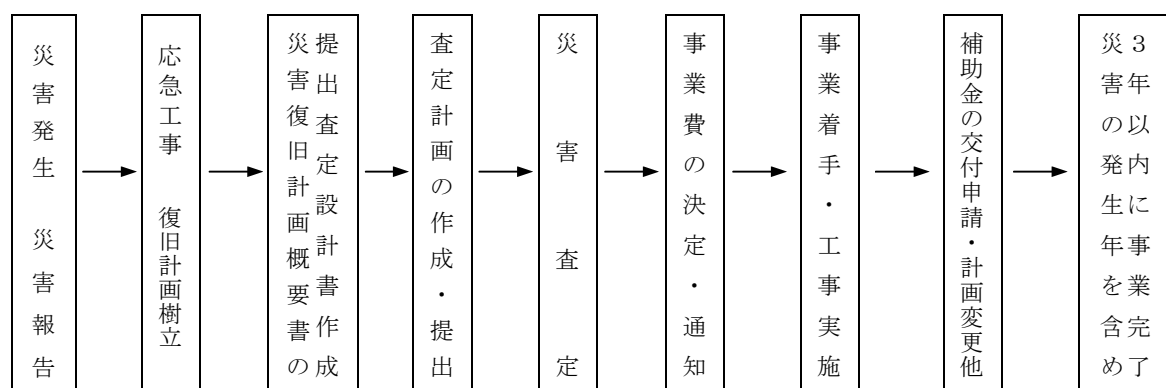 災害発生　災害報告
応急工事　復旧計画樹立
災害復旧計画概要書の
提出査定設計書作成
査定計画の作成・提出
災害査定
事業費の決定・通知
事業着手・工事実施
補助金の交付申請・計画変更他
災害の発生年を含め
3年以内に事業完了